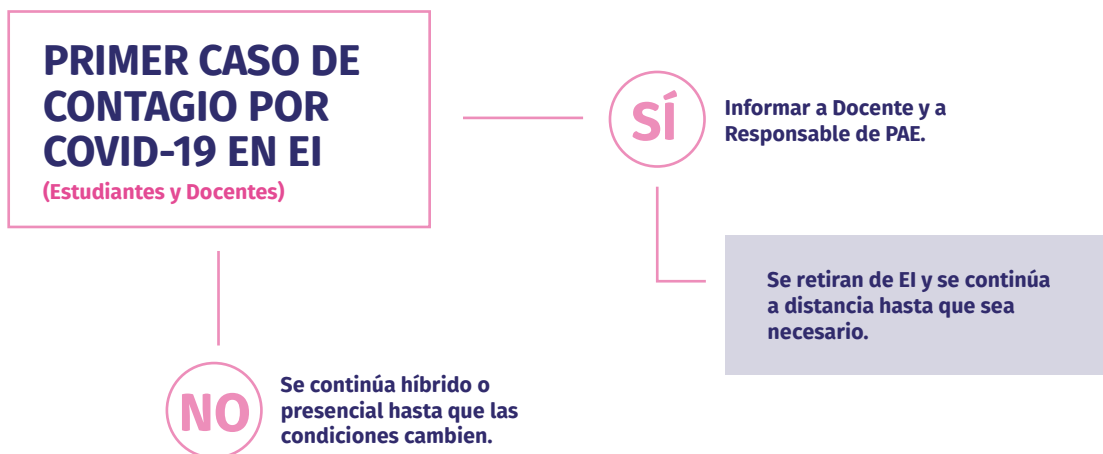 PRIMER CASO DE
CONTAGIO POR
COVID-19 EN EI
(Estudiantes y Docentes)
SÍ
Informar a Docente y a
Responsable de PAE.
Se retiran de EI y se continúa
a distancia hasta que sea
necesario.
NO
Se continúa híbrido o
presencial hasta que las
condiciones cambien.